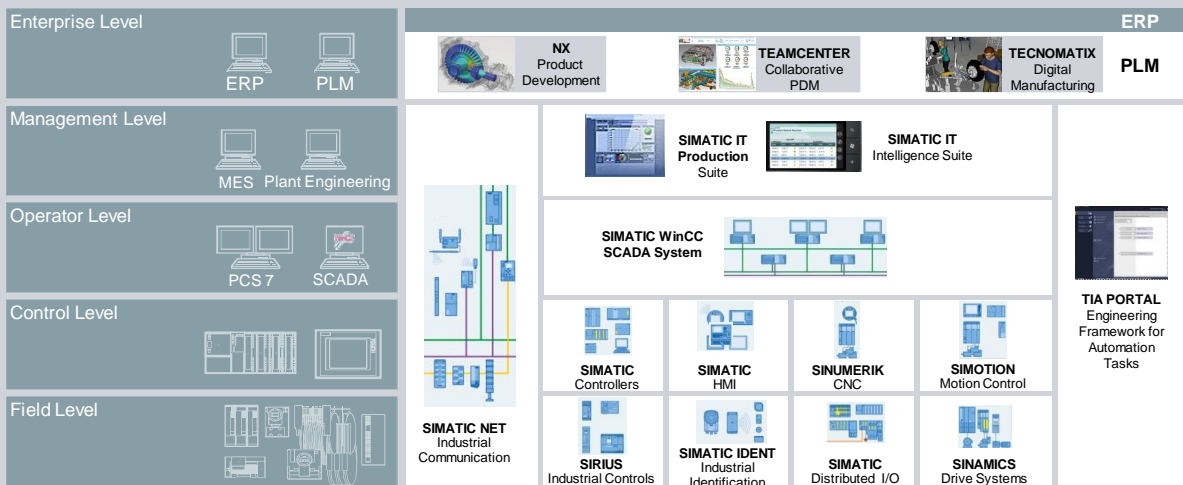 Enterprise Level
ERP
PLM
ERP
NX
Product
Development
TEAMCENTER
Collaborative
PDM
TECNOMATIX
Digital
Manufacturing
PLM
Management Level
MES
Plant Engineering
SIMATIC IT
Production
Suite
SIMATIC IT
Intelligence Suite
Operator Level
PCS 7
WinCC
SCADA
SIMATIC WinCC
SCADA System
Control Level
SIMATIC
Controllers
SIMATIC
HMI
SINUMERIK
CNC
SIMOTION
Motion Control
Field Level
SIMATIC NET
Industrial
Communication
SIRIUS
Industrial Controls
SIMATIC IDENT
Industrial
Identification
SIMATIC
Distributed I/O
SINAMICS
Drive Systems
TIA PORTAL
Engineering
Framework for
Automation
Tasks